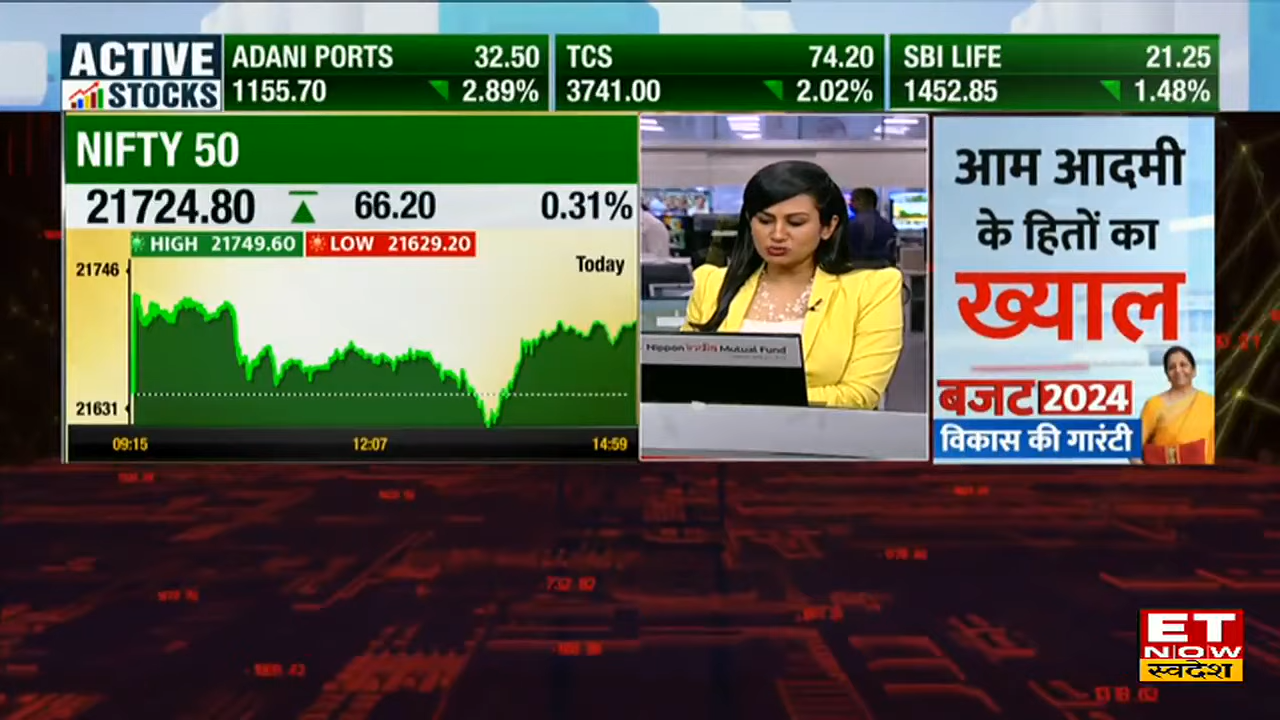 ACTIVE
STOCKS
ADANI PORTS 32.50
1155.70 2.89%
TCS 74.20
3741.00 2.02%
SBI LIFE 21.25
1452.85 1.48%
NIFTY 50
21724.80 66.20 0.31%
HIGH 21749.60 LOW 21629.20
21746
Today
21631
09:15 12:07 14:59
Nippon india Mutual Fund
आम आदमी
के हितों का
ख्याल
बजट 2024
विकास की गारंटी
ET
NOW
स्वदेश